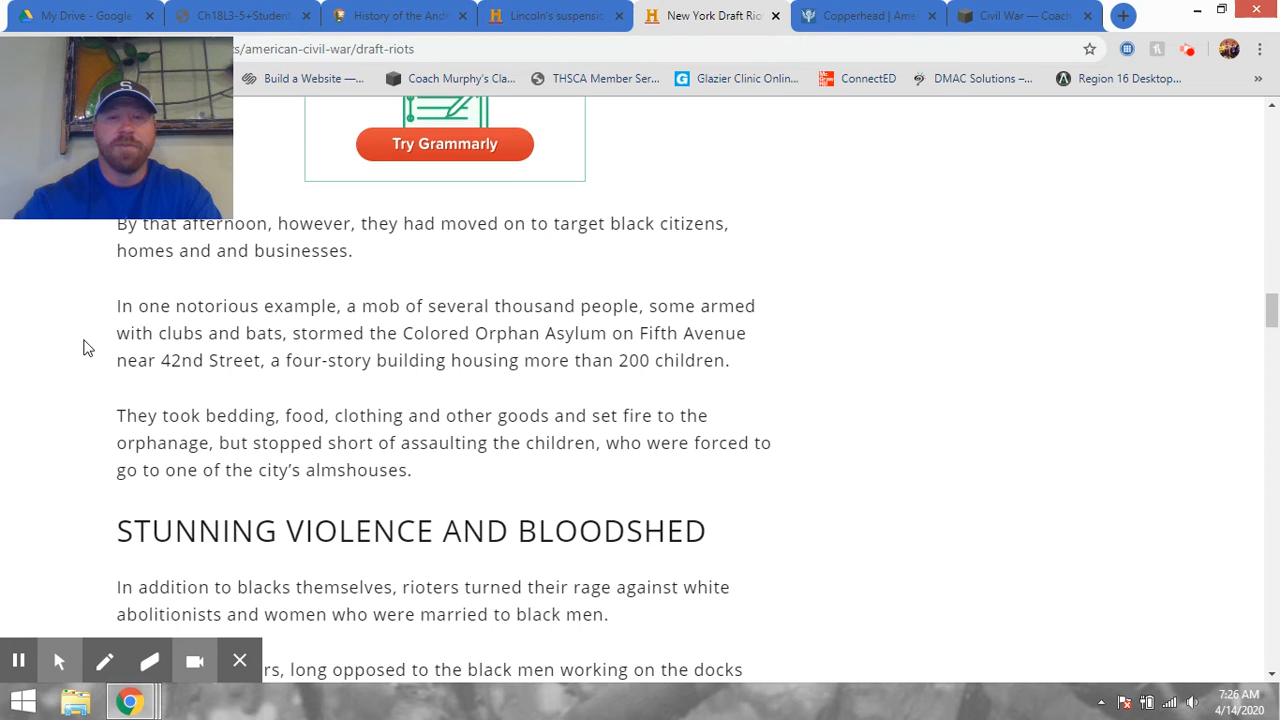 My Drive - Google
Ch18L3-5+Student
History of the And
Lincoln's suspensio
New York Draft Rio
Copperhead | Ame
Civil War — Coach
s/american-civil-war/draft-riots
Build a Website —...
Coach Murphy's Cla...
THSCA Member Ser...
Glazier Clinic Onlin...
ConnectED
DMAC Solutions –...
Region 16 Desktop...
»
Try Grammarly
By that afternoon, however, they had moved on to target black citizens,
homes and and businesses.
In one notorious example, a mob of several thousand people, some armed
with clubs and bats, stormed the Colored Orphan Asylum on Fifth Avenue
near 42nd Street, a four-story building housing more than 200 children.
They took bedding, food, clothing and other goods and set fire to the
orphanage, but stopped short of assaulting the children, who were forced to
go to one of the city's almshouses.
STUNNING VIOLENCE AND BLOODSHED
In addition to blacks themselves, rioters turned their rage against white
abolitionists and women who were married to black men.
rs, long opposed to the black men working on the docks
7:26 AM
4/14/2020